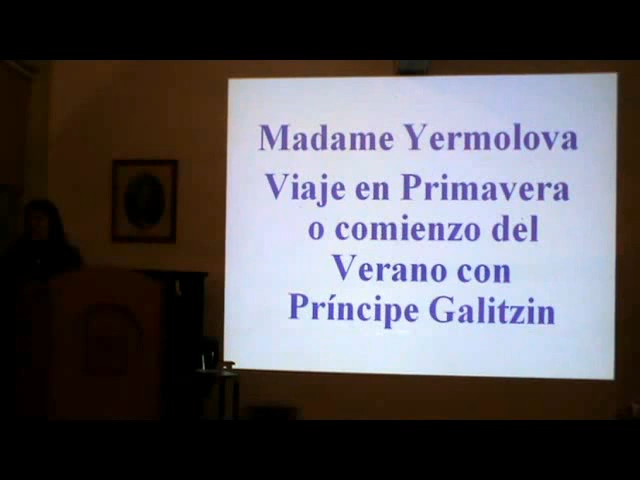 Madame Yermolova
Viaje en Primavera
o comienzo del
Verano con
Príncipe Galitzin